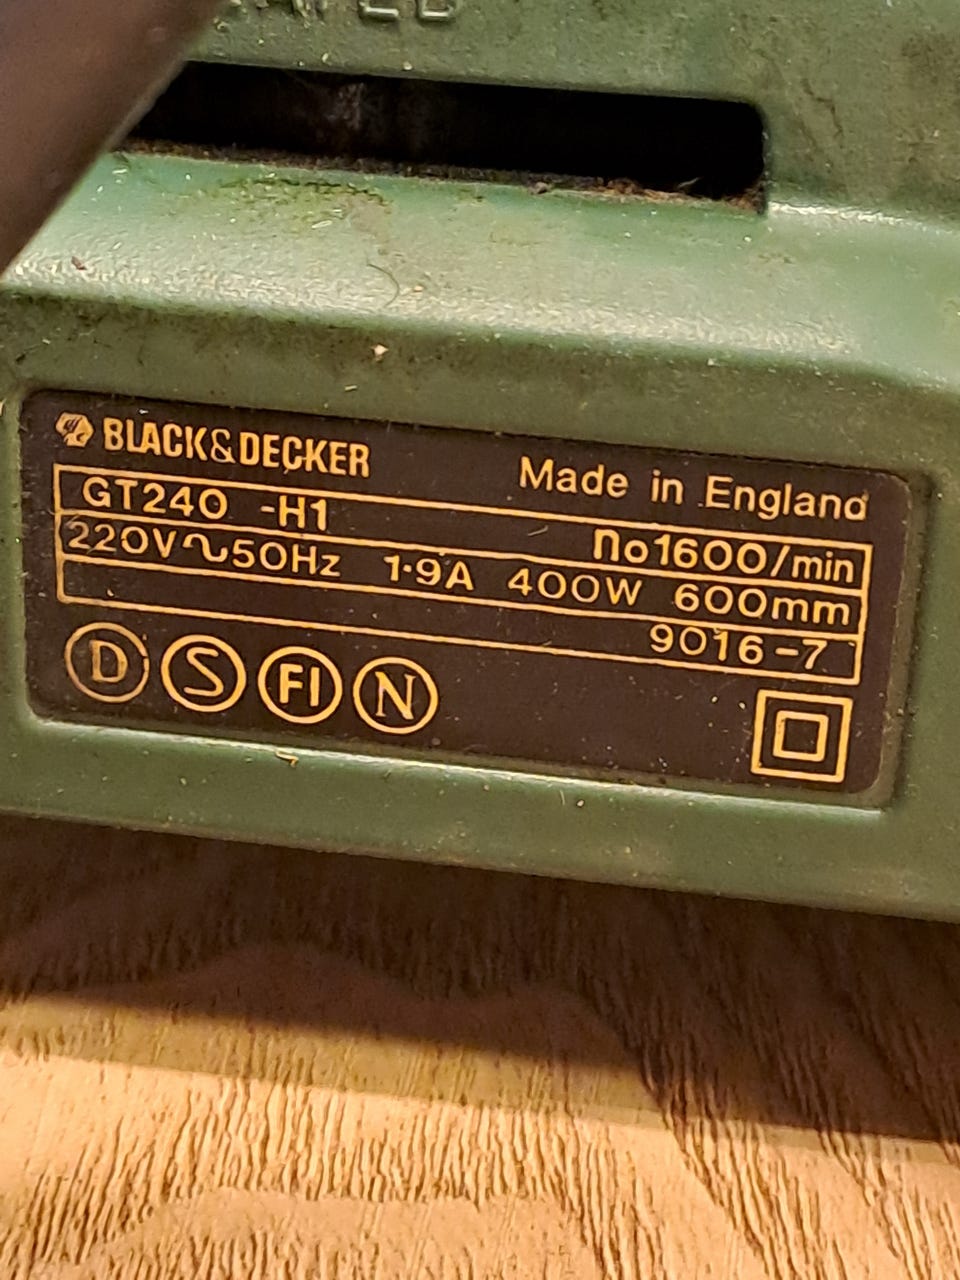 BLACK&DECKER
Made in England
GT240 -H1
no1600/min
220V~50Hz 1·9A 400W 600mm
9016-7
D S FI N